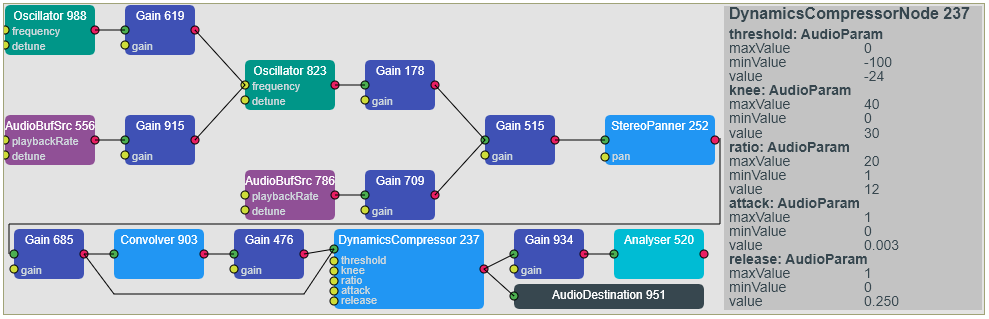 Oscillator 988
frequency
detune
Gain 619
gain
Oscillator 823
frequency
detune
Gain 178
gain
AudioBufSrc 556
playbackRate
detune
Gain 915
gain
Gain 515
gain
StereoPanner 252
pan
AudioBufSrc 786
playbackRate
detune
Gain 709
gain
Gain 685
gain
Convolver 903
Gain 476
gain
DynamicsCompressor 237
threshold
knee
ratio
attack
release
Gain 934
gain
Analyser 520
AudioDestination 951
DynamicsCompressorNode 237
threshold: AudioParam
maxValue 0
minValue -100
value -24
knee: AudioParam
maxValue 40
minValue 0
value 30
ratio: AudioParam
maxValue 20
minValue 1
value 12
attack: AudioParam
maxValue 1
minValue 0
value 0.003
release: AudioParam
maxValue 1
minValue 0
value 0.250